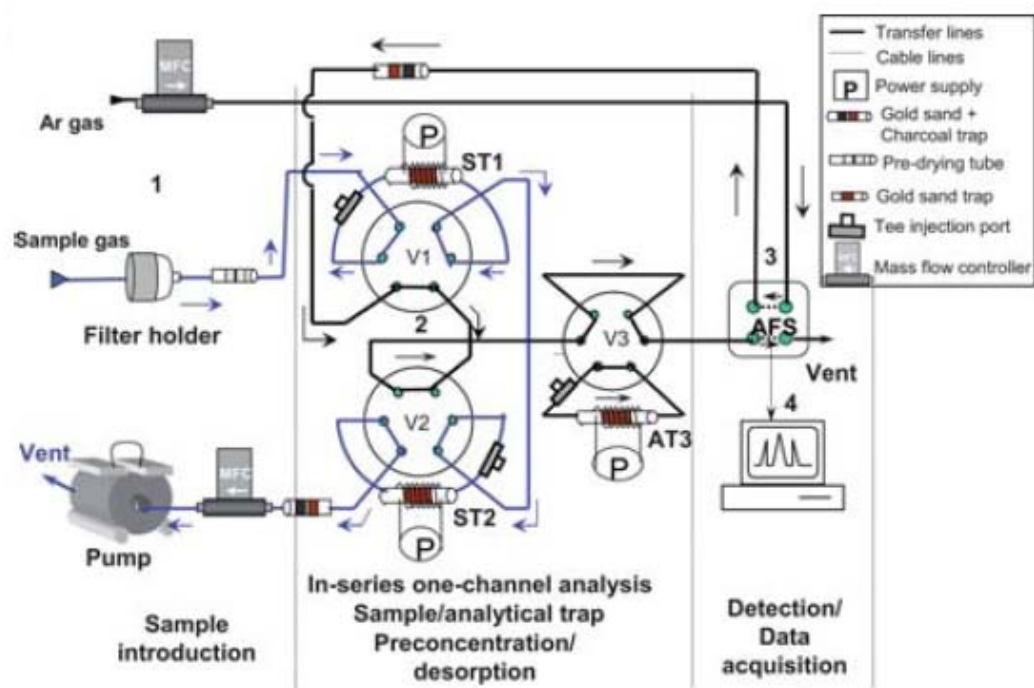 MFC
Ar gas
1
Sample gas
Filter holder
Vent
MFC
Pump
Sample
introduction
P
ST1
V1
2
V2
ST2
P
V3
AT3
P
In-series one-channel analysis
Sample/analytical trap
Preconcentration/
desorption
3
AFS
Vent
4
Detection/
Data
acquisition
Transfer lines
Cable lines
P
Power supply
Gold sand +
Charcoal trap
Pre-drying tube
Gold sand trap
Tee injection port
MFC
Mass flow controller